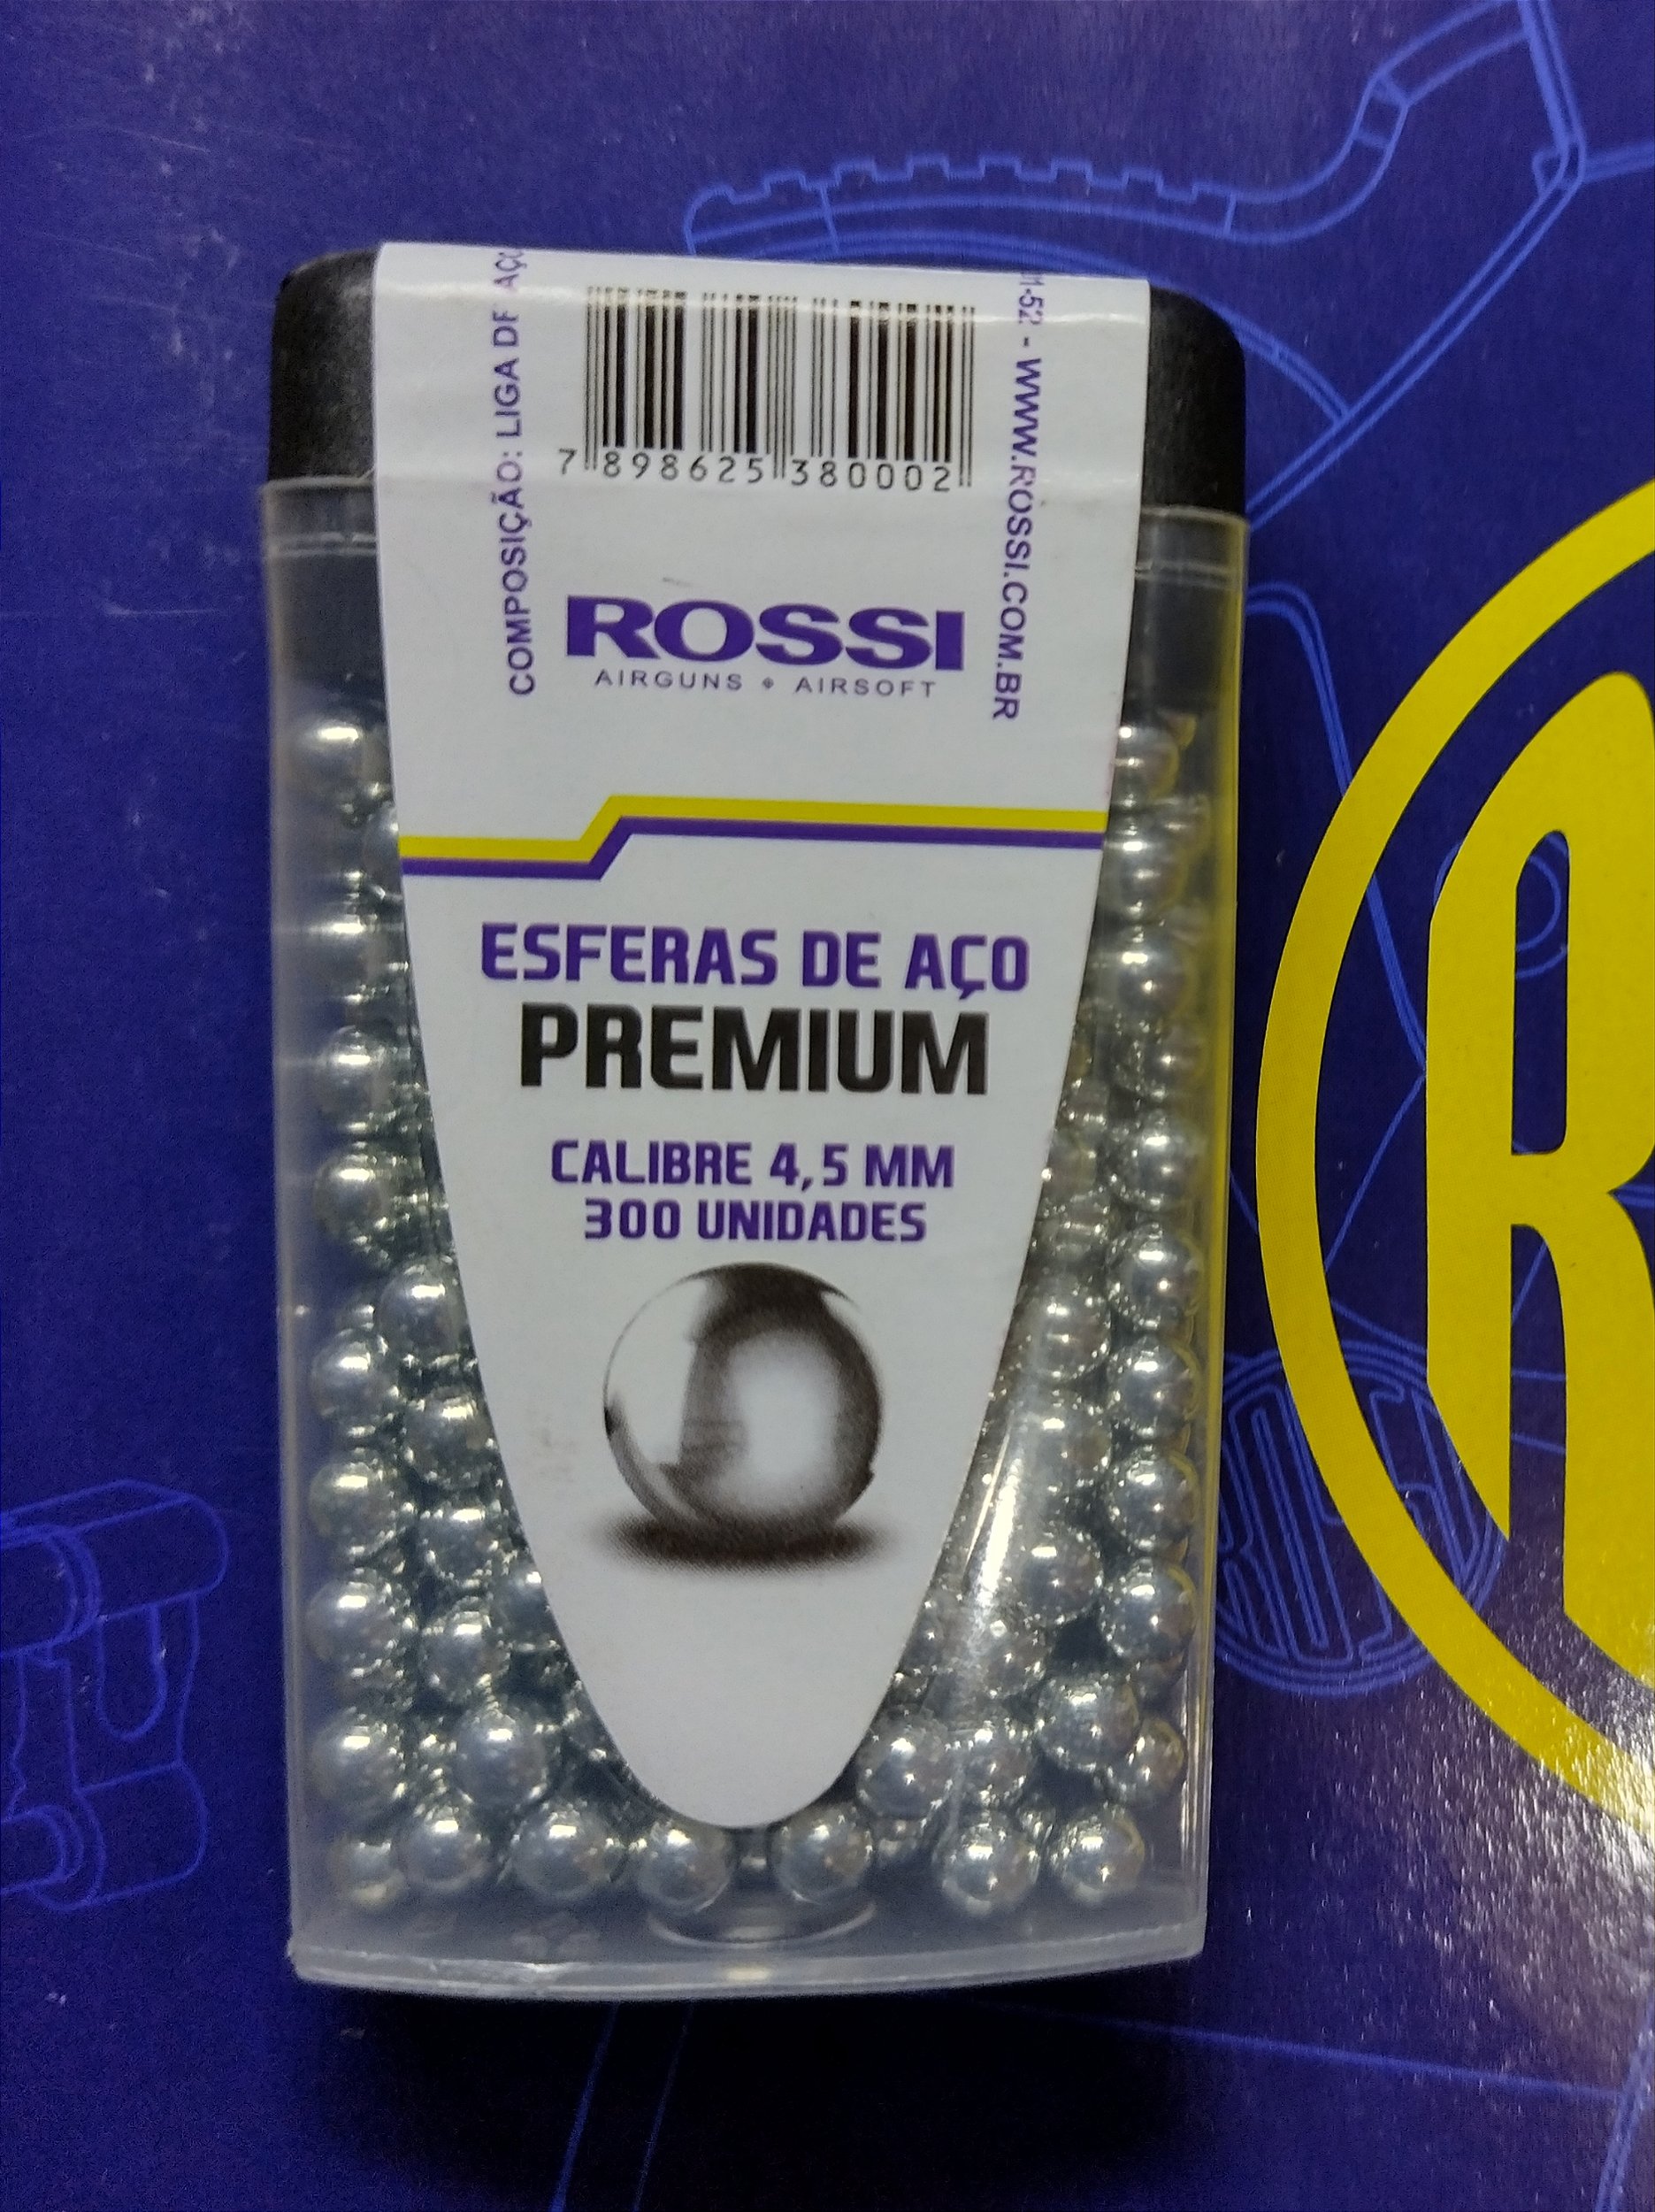 COMPOSIÇÃO: LIGA DE AÇO
7 898625 380002
- WWW.ROSSI.COM.BR
ROSSI
AIRGUNS • AIRSOFT
ESFERAS DE AÇO
PREMIUM
CALIBRE 4,5 MM
300 UNIDADES
R